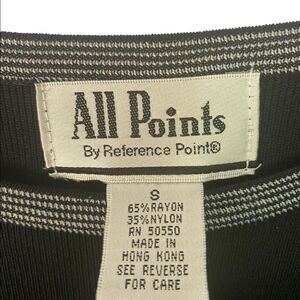 All Points
By Reference Point®
S
65%RAYON
35%NYLON
RN 50550
MADE IN
HONG KONG
SEE REVERSE
FOR CARE